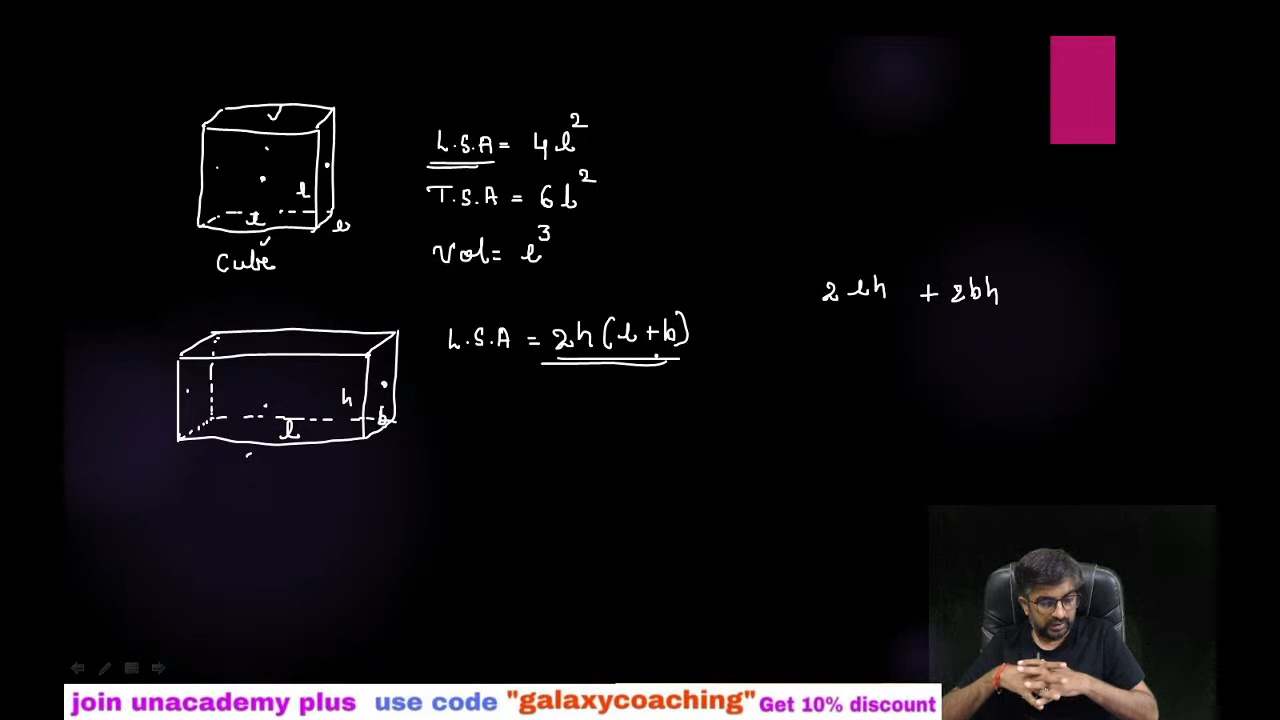 L.S.A = 4l²
T.S.A = 6l²
Vol = l³
l
l
l
Cube
2lh + 2bh
L.S.A = 2h(l+b)
h
b
l
join unacademy plus use code "galaxycoaching" Get 10% discount